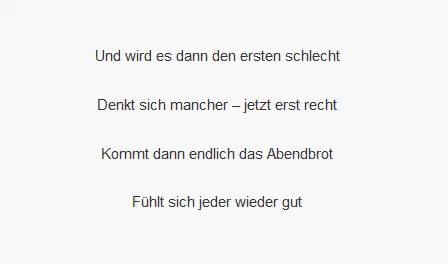 Und wird es dann den ersten schlecht
Denkt sich mancher – jetzt erst recht
Kommt dann endlich das Abendbrot
Fühlt sich jeder wieder gut